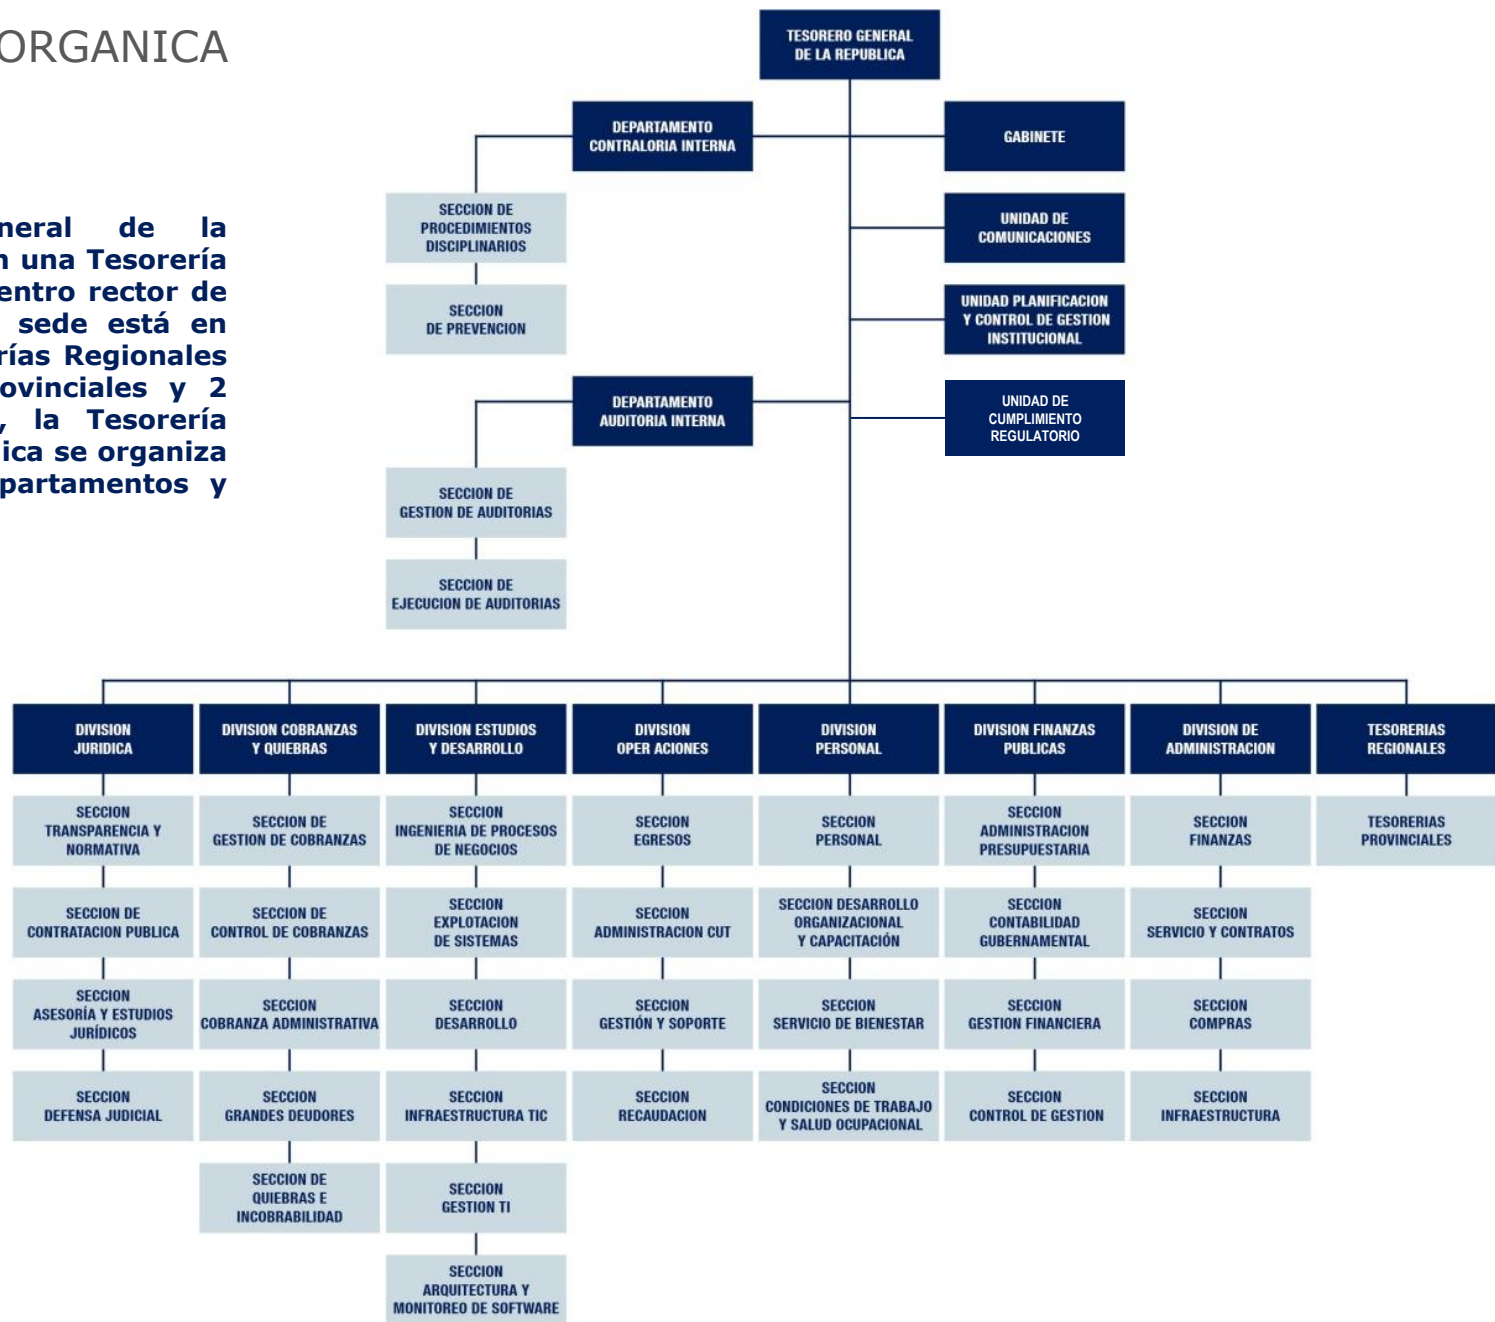 ORGANICA
neral de la
n una Tesorería
entro rector de
sede está en
rías Regionales
ovinciales y 2
, la Tesorería
ica se organiza
partamentos y
TESORERO GENERAL
DE LA REPUBLICA
DEPARTAMENTO
CONTRALORIA INTERNA
GABINETE
SECCION DE
PROCEDIMIENTOS
DISCIPLINARIOS
UNIDAD DE
COMUNICACIONES
SECCION
DE PREVENCION
UNIDAD PLANIFICACION
Y CONTROL DE GESTION
INSTITUCIONAL
DEPARTAMENTO
AUDITORIA INTERNA
UNIDAD DE
CUMPLIMIENTO
REGULATORIO
SECCION DE
GESTION DE AUDITORIAS
SECCION DE
EJECUCION DE AUDITORIAS
DIVISION
JURIDICA
SECCION
TRANSPARENCIA Y
NORMATIVA
SECCION DE
CONTRATACION PUBLICA
SECCION
ASESORÍA Y ESTUDIOS
JURÍDICOS
SECCION
DEFENSA JUDICIAL
DIVISION COBRANZAS
Y QUIEBRAS
SECCION DE
GESTION DE COBRANZAS
SECCION DE
CONTROL DE COBRANZAS
SECCION
COBRANZA ADMINISTRATIVA
SECCION
GRANDES DEUDORES
SECCION DE
QUIEBRAS E
INCOBRABILIDAD
DIVISION ESTUDIOS
Y DESARROLLO
SECCION
INGENIERIA DE PROCESOS
DE NEGOCIOS
SECCION
EXPLOTACION
DE SISTEMAS
SECCION
DESARROLLO
SECCION
INFRAESTRUCTURA TIC
SECCION
GESTION TI
SECCION
ARQUITECTURA Y
MONITOREO DE SOFTWARE
DIVISION
OPER ACIONES
SECCION
EGRESOS
SECCION
ADMINISTRACION CUT
SECCION
GESTIÓN Y SOPORTE
SECCION
RECAUDACION
DIVISION
PERSONAL
SECCION
PERSONAL
SECCION DESARROLLO
ORGANIZACIONAL
Y CAPACITACIÓN
SECCION
SERVICIO DE BIENESTAR
SECCION
CONDICIONES DE TRABAJO
Y SALUD OCUPACIONAL
DIVISION FINANZAS
PUBLICAS
SECCION
ADMINISTRACION
PRESUPUESTARIA
SECCION
CONTABILIDAD
GUBERNAMENTAL
SECCION
GESTION FINANCIERA
SECCION
CONTROL DE GESTION
DIVISION DE
ADMINISTRACION
SECCION
FINANZAS
SECCION
SERVICIO Y CONTRATOS
SECCION
COMPRAS
SECCION
INFRAESTRUCTURA
TESORERIAS
REGIONALES
TESORERIAS
PROVINCIALES